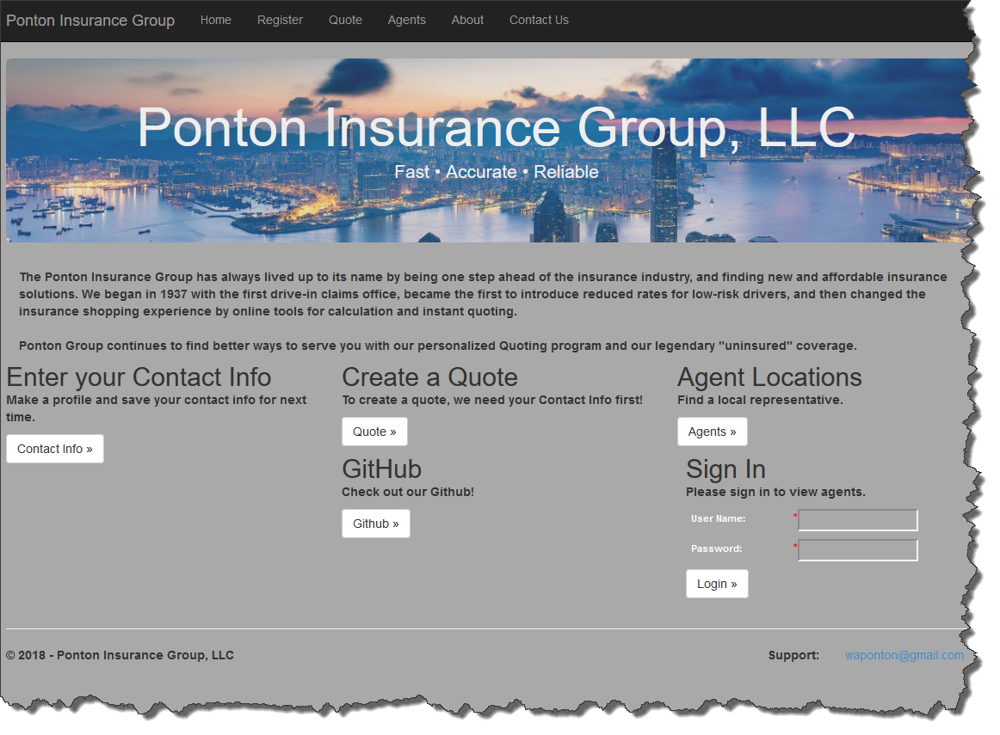 Ponton Insurance Group Home Register Quote Agents About Contact Us
Ponton Insurance Group, LLC
Fast • Accurate • Reliable
The Ponton Insurance Group has always lived up to its name by being one step ahead of the insurance industry, and finding new and affordable insurance
solutions. We began in 1937 with the first drive-in claims office, became the first to introduce reduced rates for low-risk drivers, and then changed the
insurance shopping experience by online tools for calculation and instant quoting.
Ponton Group continues to find better ways to serve you with our personalized Quoting program and our legendary "uninsured" coverage.
Enter your Contact Info
Make a profile and save your contact info for next
time.
Contact Info »
Create a Quote
To create a quote, we need your Contact Info first!
Quote »
Agent Locations
Find a local representative.
Agents »
GitHub
Check out our Github!
Github »
Sign In
Please sign in to view agents.
User Name: *
Password: *
Login »
© 2018 - Ponton Insurance Group, LLC
Support: waponton@gmail.com